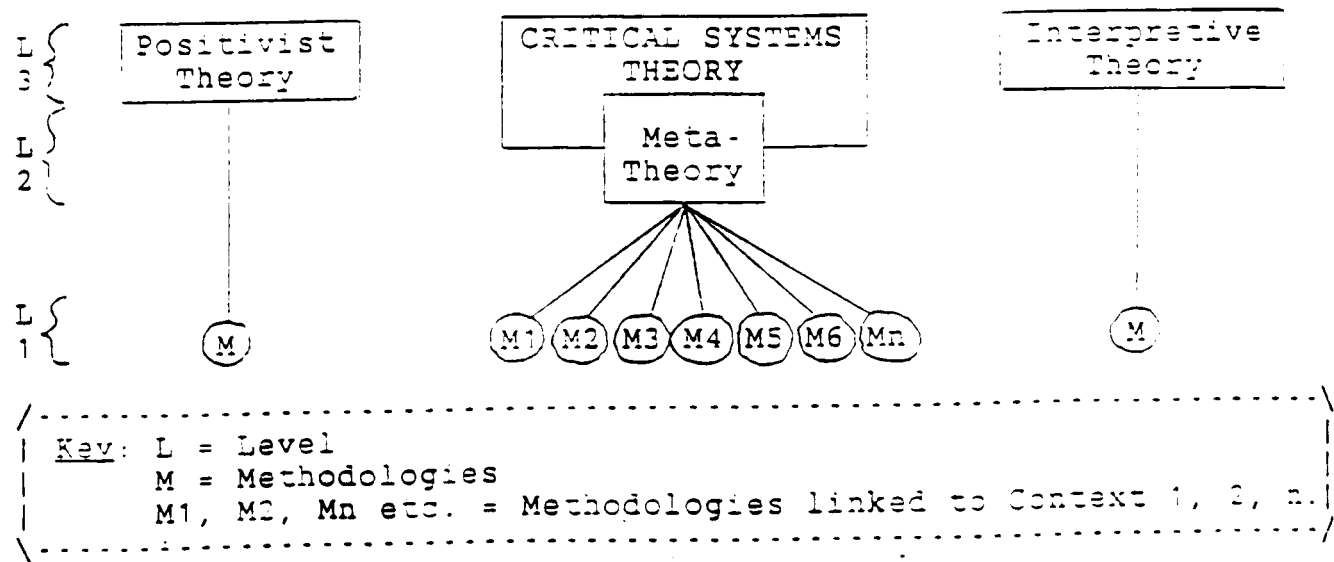 L
3
Positivist
Theory
CRITICAL SYSTEMS
THEORY
Interpretive
Theory
L
2
Meta-
Theory
L
1
M
M1 M2 M3 M4 M5 M6 Mn
M
Key: L = Level
M = Methodologies
M1, M2, Mn etc. = Methodologies linked to Context 1, 2, n.